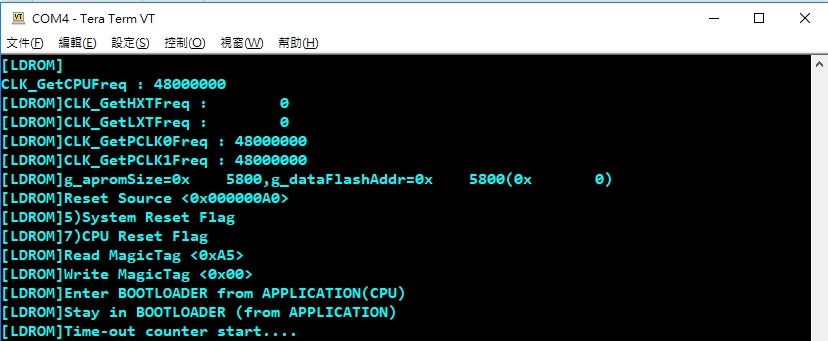 COM4 - Tera Term VT
文件(F) 編輯(E) 設定(S) 控制(O) 視窗(W) 幫助(H)
[LDROM]
CLK_GetCPUFreq : 48000000
[LDROM]CLK_GetHXTFreq :        0
[LDROM]CLK_GetLXTFreq :        0
[LDROM]CLK_GetPCLK0Freq : 48000000
[LDROM]CLK_GetPCLK1Freq : 48000000
[LDROM]g_apromSize=0x    5800,g_dataFlashAddr=0x    5800(0x       0)
[LDROM]Reset Source <0x000000A0>
[LDROM]5)System Reset Flag
[LDROM]7)CPU Reset Flag
[LDROM]Read MagicTag <0xA5>
[LDROM]Write MagicTag <0x00>
[LDROM]Enter BOOTLOADER from APPLICATION(CPU)
[LDROM]Stay in BOOTLOADER (from APPLICATION)
[LDROM]Time-out counter start....